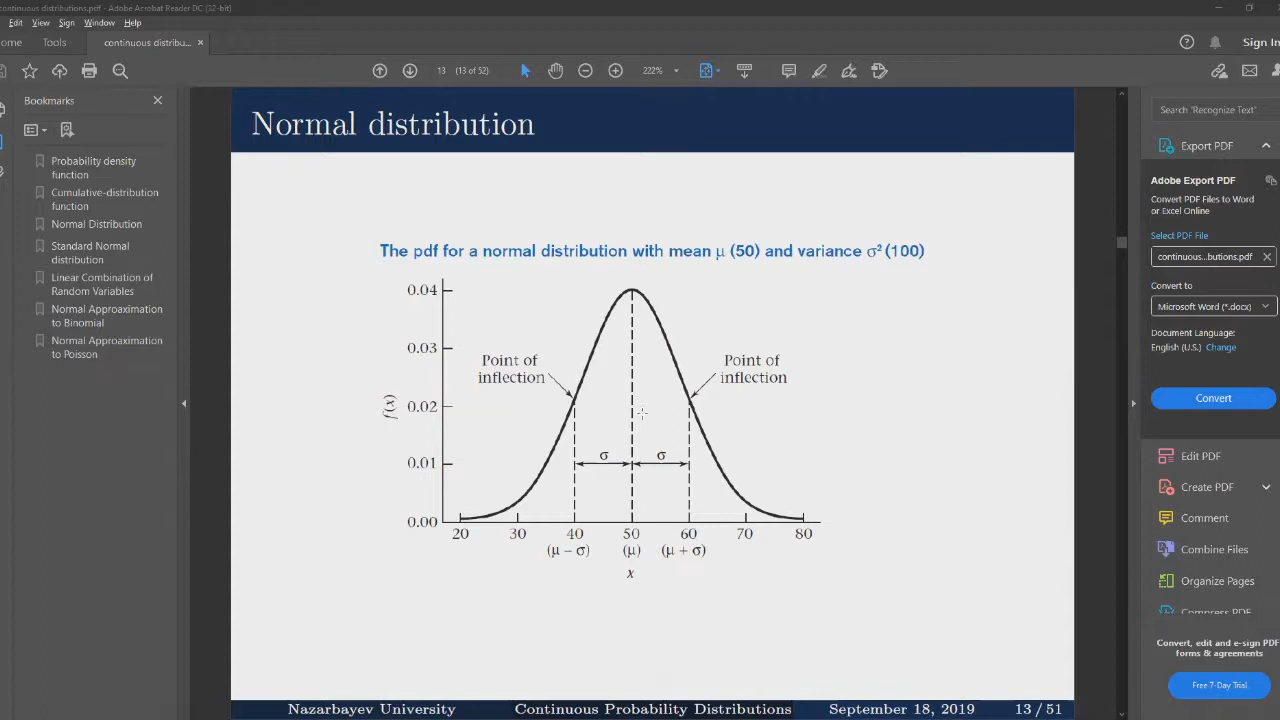 continuous distributions.pdf - Adobe Acrobat Reader DC (32-bit)
Edit View Sign Window Help
ome Tools continuous distribu... ×
Sign In
13 (13 of 52) 222%
Bookmarks
Probability density
function
Cumulative-distribution
function
Normal Distribution
Standard Normal
distribution
Linear Combination of
Random Variables
Normal Approximation
to Binomial
Normal Approximation
to Poisson
Normal distribution
The pdf for a normal distribution with mean μ (50) and variance σ² (100)
0.04
0.03
0.02
0.01
0.00
f(x)
Point of
inflection
Point of
inflection
σ σ
20 30 40 50 60 70 80
(μ − σ) (μ) (μ + σ)
x
Nazarbayev University Continuous Probability Distributions September 18, 2019 13 / 51
Search 'Recognize Text'
Export PDF
Adobe Export PDF
Convert PDF Files to Word
or Excel Online
Select PDF File
continuous...butions.pdf ×
Convert to
Microsoft Word (*.docx)
Document Language:
English (U.S.) Change
Convert
Edit PDF
Create PDF
Comment
Combine Files
Organize Pages
Compress PDF
Convert, edit and e-sign PDF
forms & agreements
Free 7-Day Trial